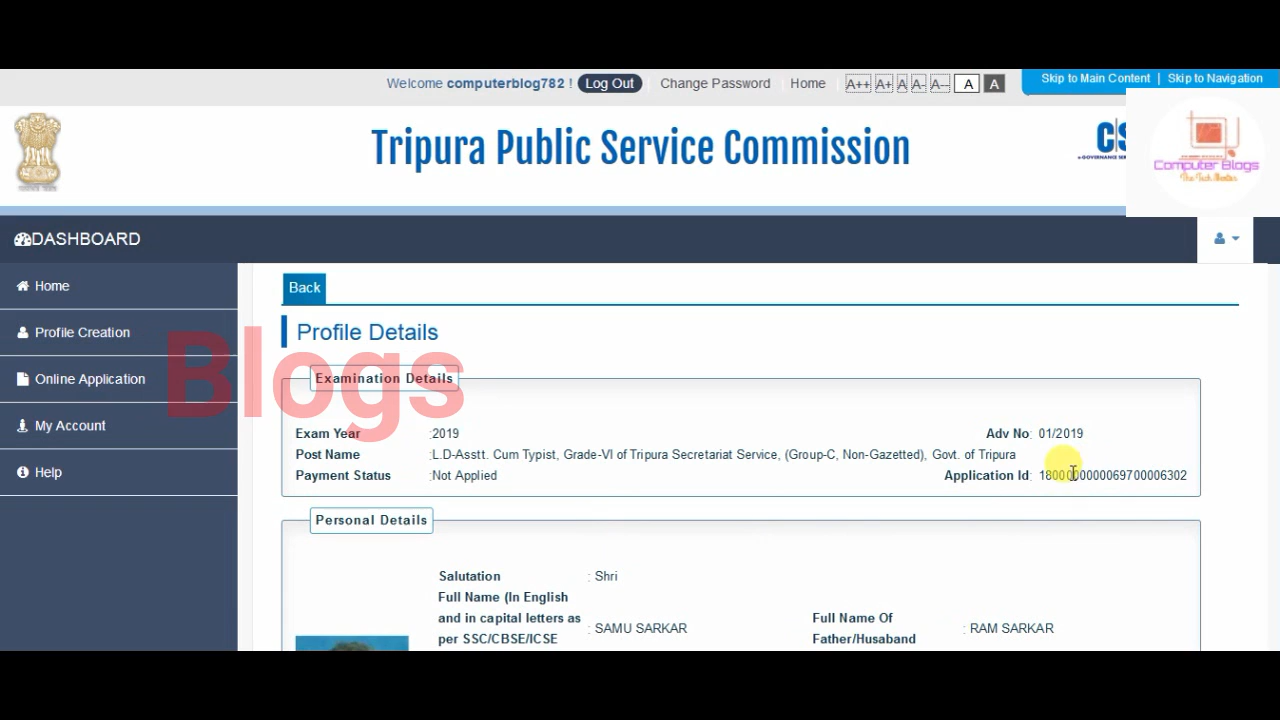 Welcome computerblog782 ! Log Out Change Password Home A++ A+ A A- A-- A A Skip to Main Content | Skip to Navigation
Tripura Public Service Commission
CS
e-GOVERNANCE SER
Computer Blogs
DASHBOARD
Home
Profile Creation
Online Application
My Account
Help
Back
Profile Details
Blogs
Examination Details
Exam Year :2019 Adv No: 01/2019
Post Name :L.D-Asstt. Cum Typist, Grade-VI of Tripura Secretariat Service, (Group-C, Non-Gazetted), Govt. of Tripura
Payment Status :Not Applied Application Id: 1800000000069700006302
Personal Details
Salutation : Shri
Full Name (In English
and in capital letters as
per SSC/CBSE/ICSE
: SAMU SARKAR
Full Name Of
Father/Husaband
: RAM SARKAR